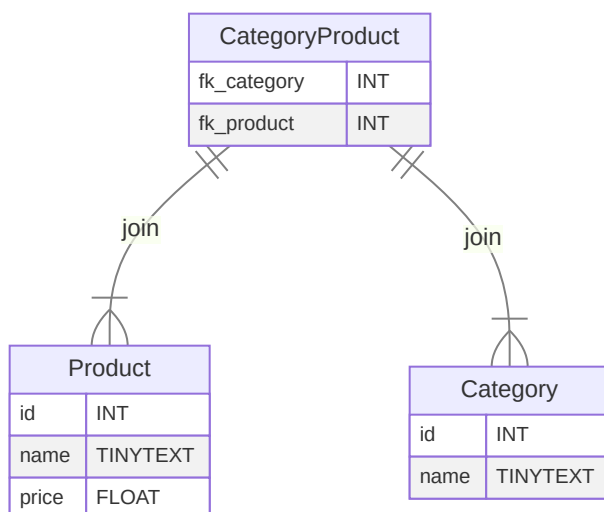 CategoryProduct
fk_category INT
fk_product INT
join
join
Product
id INT
name TINYTEXT
price FLOAT
Category
id INT
name TINYTEXT